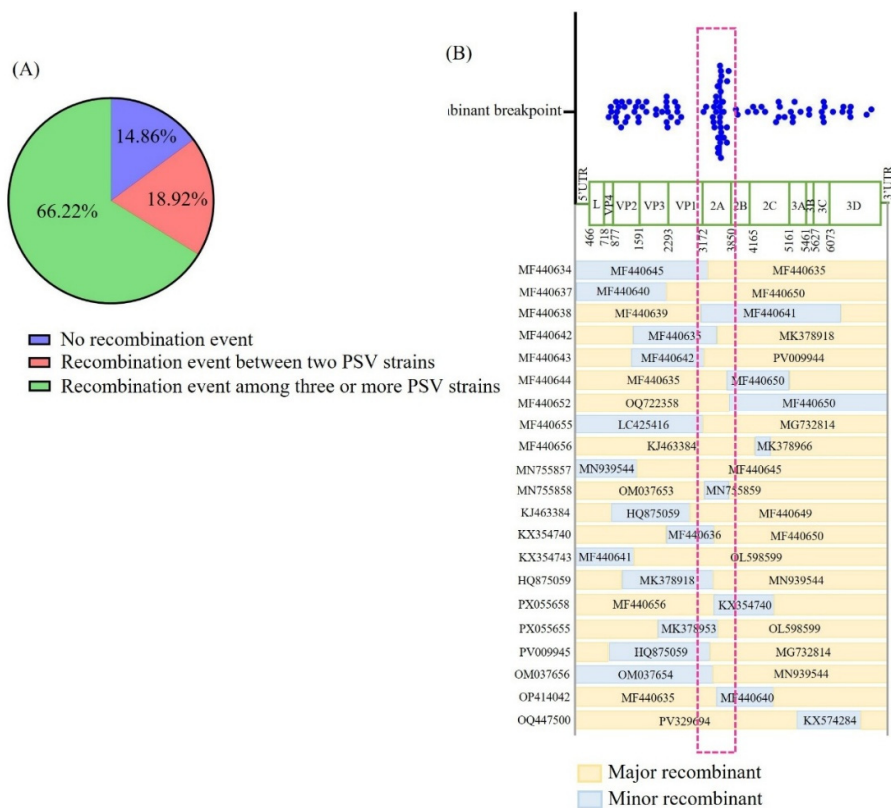 (A)
14.86%
18.92%
66.22%
No recombination event
Recombination event between two PSV strains
Recombination event among three or more PSV strains
(B)
binant breakpoint
5'UTR L VP4 VP2 VP3 VP1 2A 2B 2C 3A 3B 3C 3D 3'UTR
466 718 877 1591 2293 3172 3850 4165 5161 5461 5627 6073
MF440634 MF440645 MF440635
MF440637 MF440640 MF440650
MF440638 MF440639 MF440641
MF440642 MF440635 MK378918
MF440643 MF440642 PV009944
MF440644 MF440635 MF440650
MF440652 OQ722358 MF440650
MF440655 LC425416 MG732814
MF440656 KJ463384 MK378966
MN755857 MN939544 MF440645
MN755858 OM037653 MN755859
KJ463384 HQ875059 MF440649
KX354740 MF440636 MF440650
KX354743 MF440641 OL598599
HQ875059 MK378918 MN939544
PX055658 MF440656 KX354740
PX055655 MK378953 OL598599
PV009945 HQ875059 MG732814
OM037656 OM037654 MN939544
OP414042 MF440635 MF440640
OQ447500 PV329694 KX574284
Major recombinant
Minor recombinant